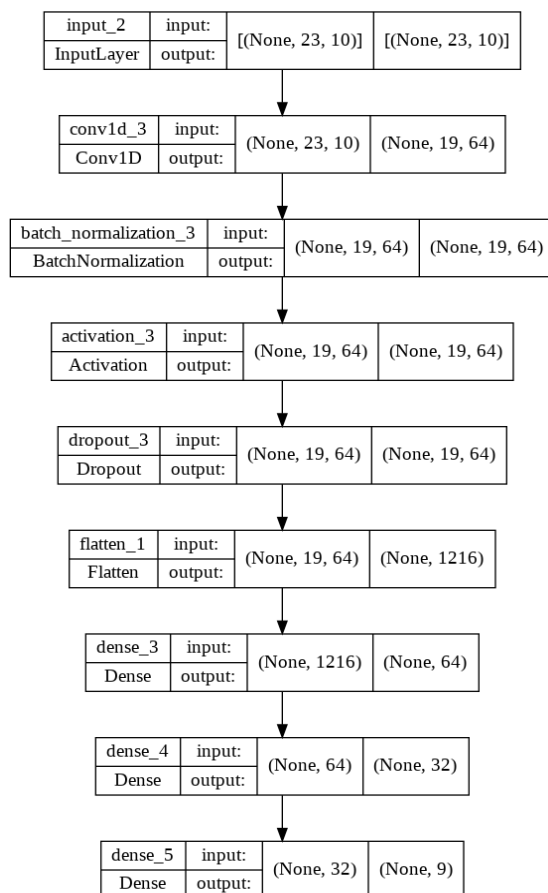 input_2 input: [(None, 23, 10)] [(None, 23, 10)]
InputLayer output:
conv1d_3 input: (None, 23, 10) (None, 19, 64)
Conv1D output:
batch_normalization_3 input: (None, 19, 64) (None, 19, 64)
BatchNormalization output:
activation_3 input: (None, 19, 64) (None, 19, 64)
Activation output:
dropout_3 input: (None, 19, 64) (None, 19, 64)
Dropout output:
flatten_1 input: (None, 19, 64) (None, 1216)
Flatten output:
dense_3 input: (None, 1216) (None, 64)
Dense output:
dense_4 input: (None, 64) (None, 32)
Dense output:
dense_5 input: (None, 32) (None, 9)
Dense output: